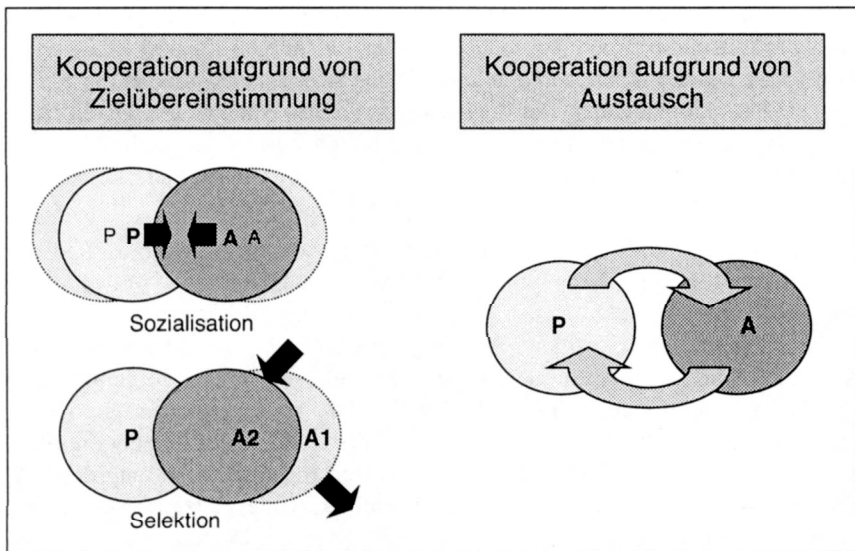 Kooperation aufgrund von
Zielübereinstimmung
P P A A
Sozialisation
P A2 A1
Selektion
Kooperation aufgrund von
Austausch
P A